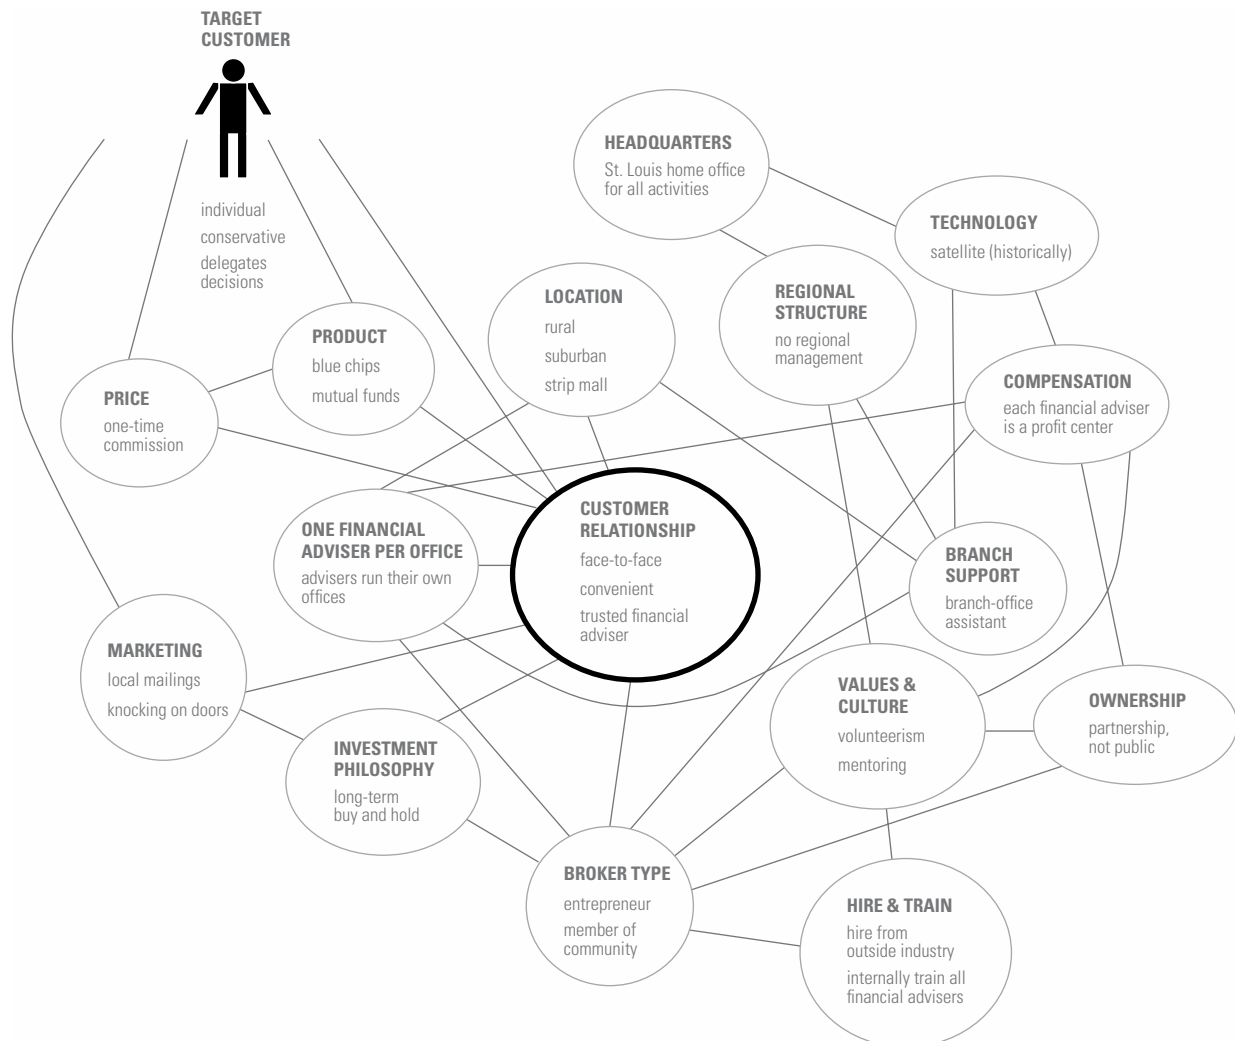 TARGET
CUSTOMER
individual
conservative
delegates
decisions
HEADQUARTERS
St. Louis home office
for all activities
TECHNOLOGY
satellite (historically)
LOCATION
rural
suburban
strip mall
REGIONAL
STRUCTURE
no regional
management
PRODUCT
blue chips
mutual funds
PRICE
one-time
commission
COMPENSATION
each financial adviser
is a profit center
CUSTOMER
RELATIONSHIP
face-to-face
convenient
trusted financial
adviser
ONE FINANCIAL
ADVISER PER OFFICE
advisers run their own
offices
BRANCH
SUPPORT
branch-office
assistant
MARKETING
local mailings
knocking on doors
VALUES &
CULTURE
volunteerism
mentoring
OWNERSHIP
partnership,
not public
INVESTMENT
PHILOSOPHY
long-term
buy and hold
BROKER TYPE
entrepreneur
member of
community
HIRE & TRAIN
hire from
outside industry
internally train all
financial advisers